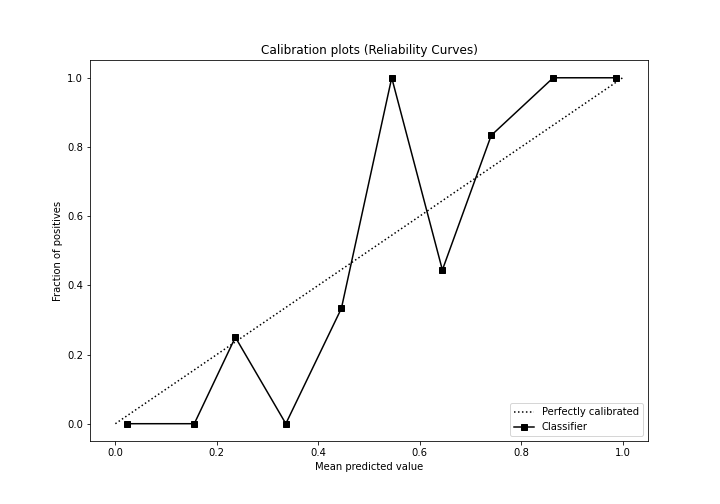 Calibration plots (Reliability Curves)
1.0
0.8
0.6
0.4
0.2
0.0
Fraction of positives
0.0 0.2 0.4 0.6 0.8 1.0
Mean predicted value
Perfectly calibrated
Classifier